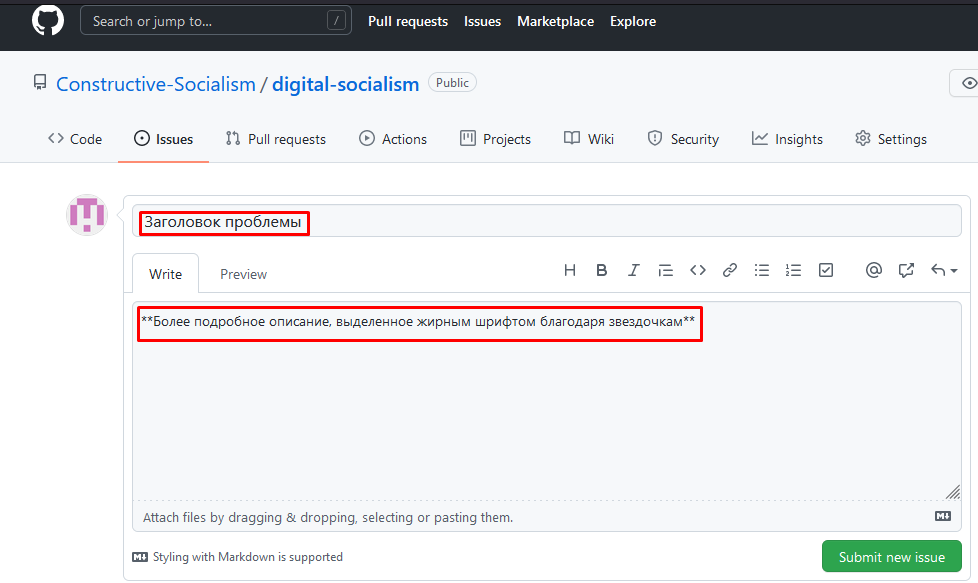 Search or jump to... / Pull requests Issues Marketplace Explore
Constructive-Socialism / digital-socialism Public
Code Issues Pull requests Actions Projects Wiki Security Insights Settings
Заголовок проблемы
Write Preview H B I @
**Более подробное описание, выделенное жирным шрифтом благодаря звездочкам**
Attach files by dragging & dropping, selecting or pasting them.
Styling with Markdown is supported Submit new issue